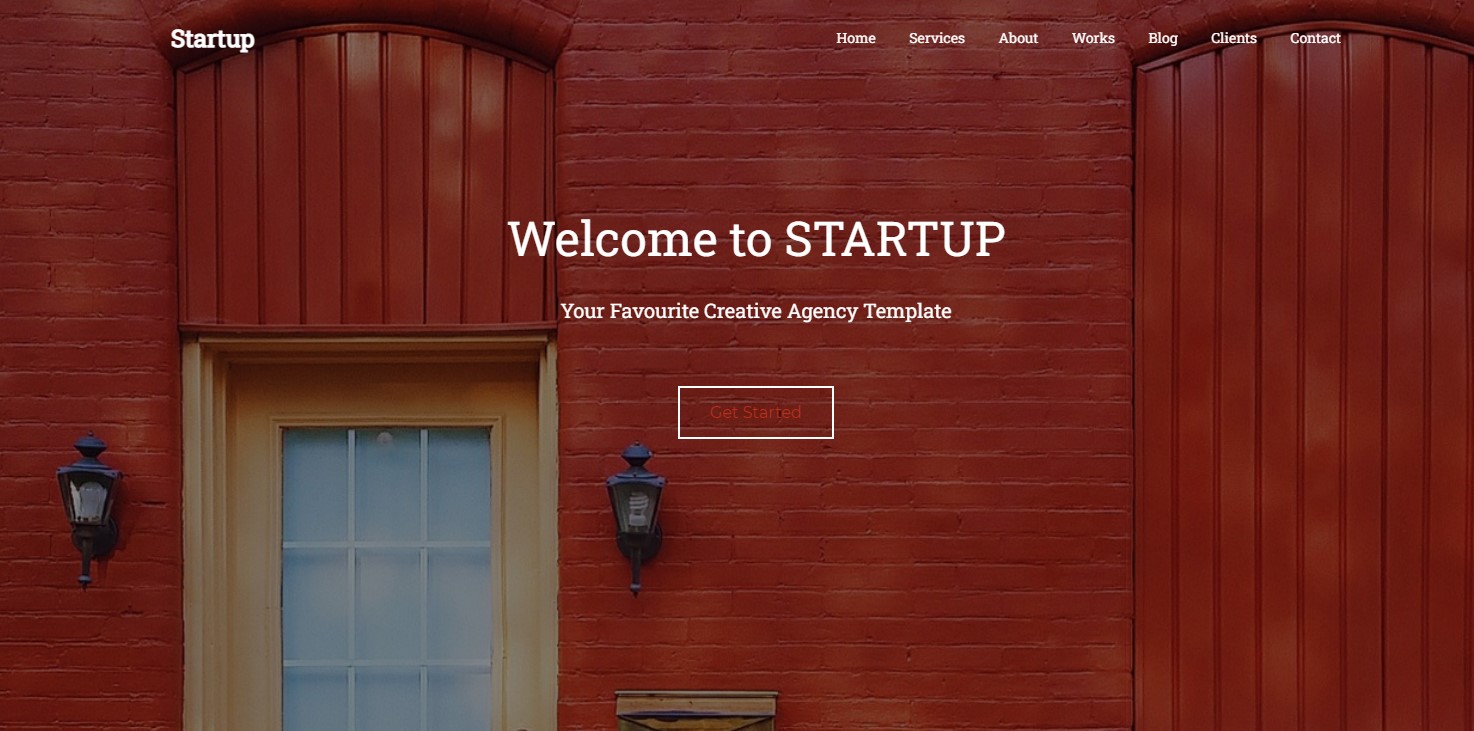 Startup
Home Services About Works Blog Clients Contact
Welcome to STARTUP
Your Favourite Creative Agency Template
Get Started